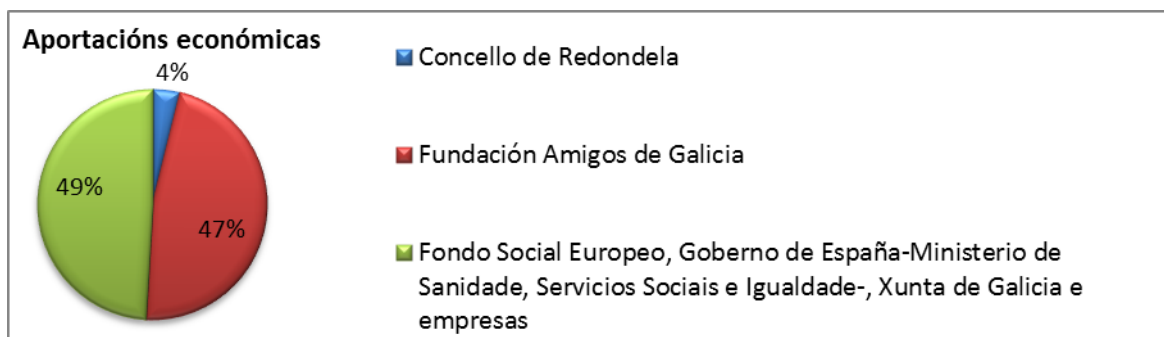 Aportacións económicas
4%
49%
47%
Concello de Redondela
Fundación Amigos de Galicia
Fondo Social Europeo, Goberno de España-Ministerio de
Sanidade, Servicios Sociais e Igualdade-, Xunta de Galicia e
empresas